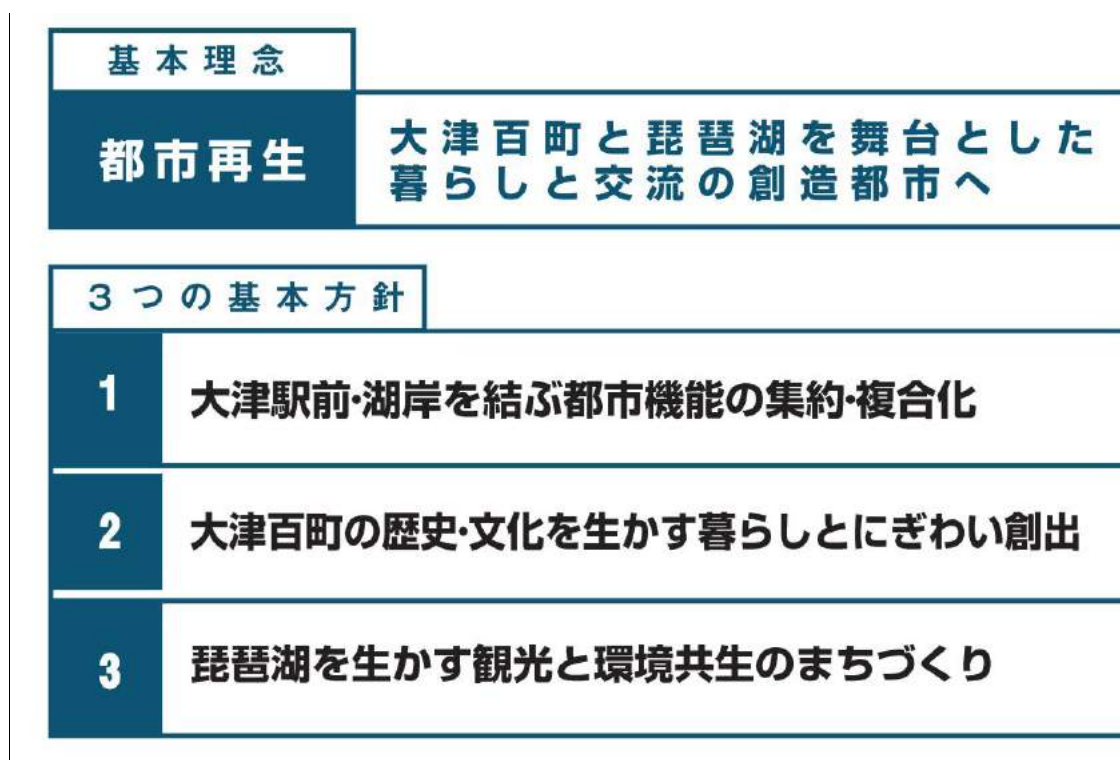 基本理念
都市再生
大津百町と琵琶湖を舞台とした
暮らしと交流の創造都市へ
３つの基本方針
1
大津駅前・湖岸を結ぶ都市機能の集約・複合化
2
大津百町の歴史・文化を生かす暮らしとにぎわい創出
3
琵琶湖を生かす観光と環境共生のまちづくり